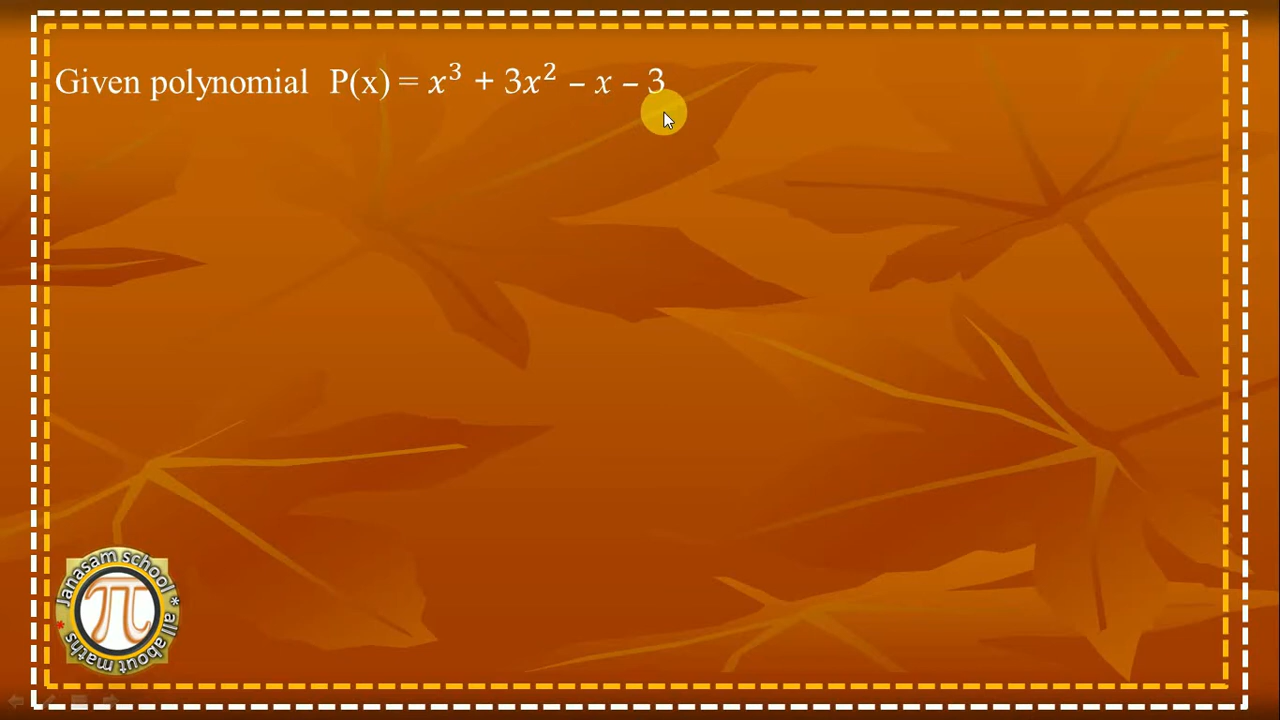 Given polynomial P(x) = x³ + 3x² – x – 3
Janasam school * all about maths *
π